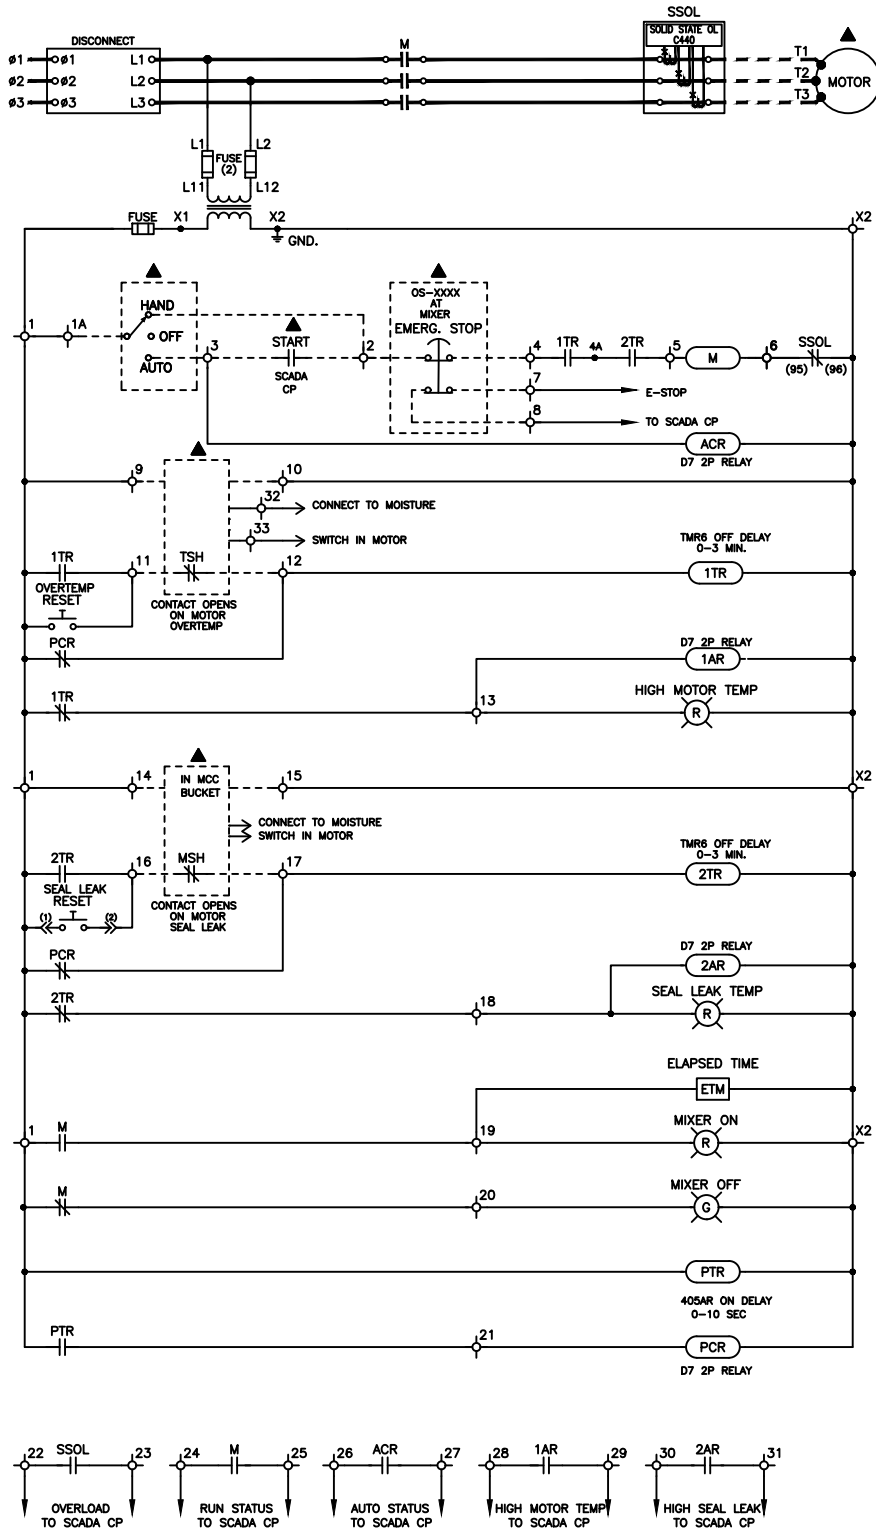 SSOL
DISCONNECT
SOLID STATE OL
C440
M
ø1 ø1 L1 T1
ø2 ø2 L2 T2 MOTOR
ø3 ø3 L3 T3
L1 FUSE (2) L2
L11 L12
FUSE X1 X2 X2
GND.
OS-XXXX
AT
MIXER
EMERG. STOP
HAND
1 1A OFF
AUTO
3 START 2 4 1TR 4A 2TR 5 M 6 SSOL
(95) (96)
SCADA
CP
7 E-STOP
8 TO SCADA CP
ACR
D7 2P RELAY
9 10
32 CONNECT TO MOISTURE
33 SWITCH IN MOTOR
TMR6 OFF DELAY
0-3 MIN.
1TR 11 TSH 12 1TR
OVERTEMP
RESET
CONTACT OPENS
ON MOTOR
OVERTEMP
PCR
D7 2P RELAY
1AR
HIGH MOTOR TEMP
1TR 13 R
1 14 IN MCC 15 X2
BUCKET
CONNECT TO MOISTURE
SWITCH IN MOTOR
TMR6 OFF DELAY
0-3 MIN.
2TR 16 MSH 17 2TR
SEAL LEAK
RESET
(1) (2)
CONTACT OPENS
ON MOTOR
SEAL LEAK
PCR
D7 2P RELAY
2AR
SEAL LEAK TEMP
2TR 18 R
ELAPSED TIME
ETM
MIXER ON
1 M 19 R X2
MIXER OFF
M 20 G
PTR
405AR ON DELAY
0-10 SEC
PTR 21 PCR
D7 2P RELAY
22 SSOL 23
OVERLOAD
TO SCADA CP
24 M 25
RUN STATUS
TO SCADA CP
26 ACR 27
AUTO STATUS
TO SCADA CP
28 1AR 29
HIGH MOTOR TEMP
TO SCADA CP
30 2AR 31
HIGH SEAL LEAK
TO SCADA CP